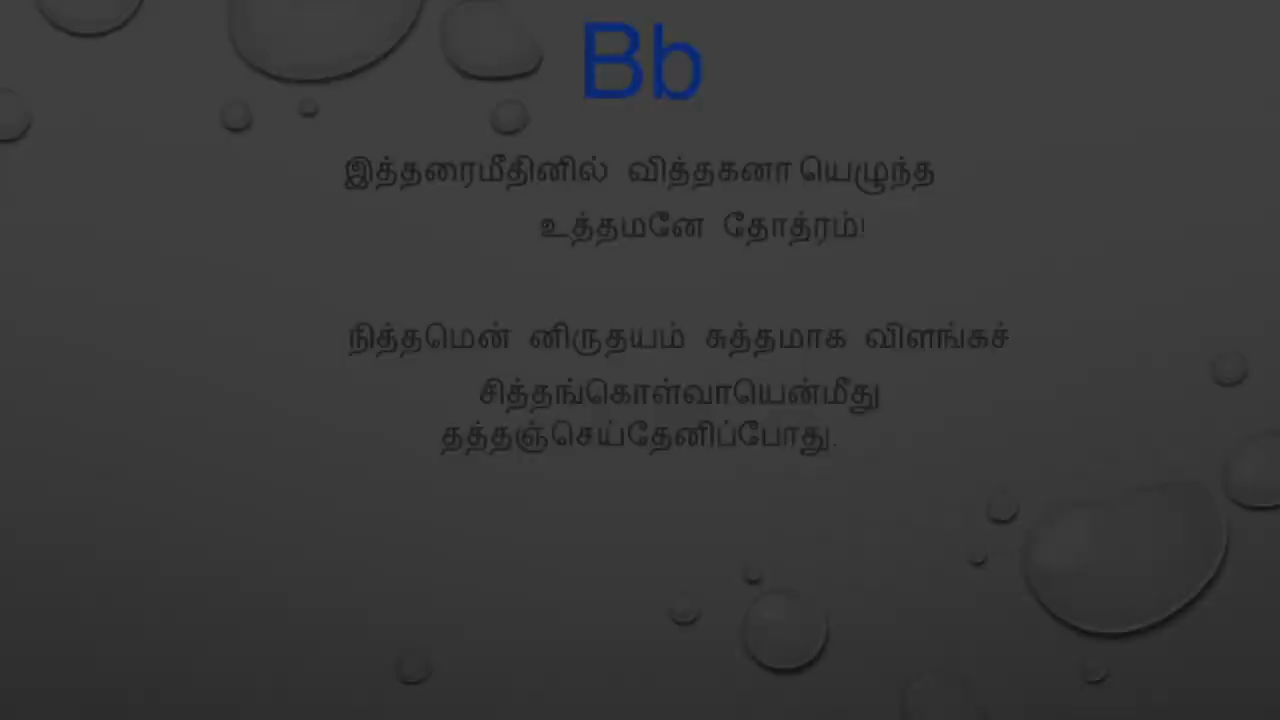 Bb
இத்தரைமீதினில் வித்தகனா யெழுந்த
உத்தமனே தோத்ரம்!
நித்தமென் னிருதயம் சுத்தமாக விளங்கச்
சித்தங்கொள்வாயென்மீது
தத்தஞ்செய்தேனிப்போது.